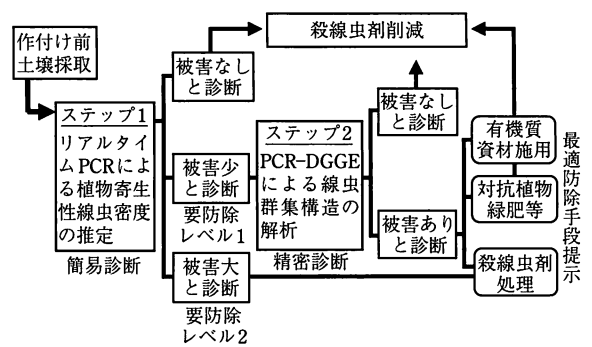 作付け前
土壌採取
殺線虫剤削減
被害なし
と診断
ステップ1
リアルタイ
ムPCRによ
る植物寄生
性線虫密度
の推定
簡易診断
被害少
と診断
要防除
レベル1
被害大
と診断
要防除
レベル2
ステップ2
PCR-DGGE
による線虫
群集構造の
解析
精密診断
被害なし
と診断
被害あり
と診断
有機質
資材施用
対抗植物
緑肥等
殺線虫剤
処理
最適防除手段提示